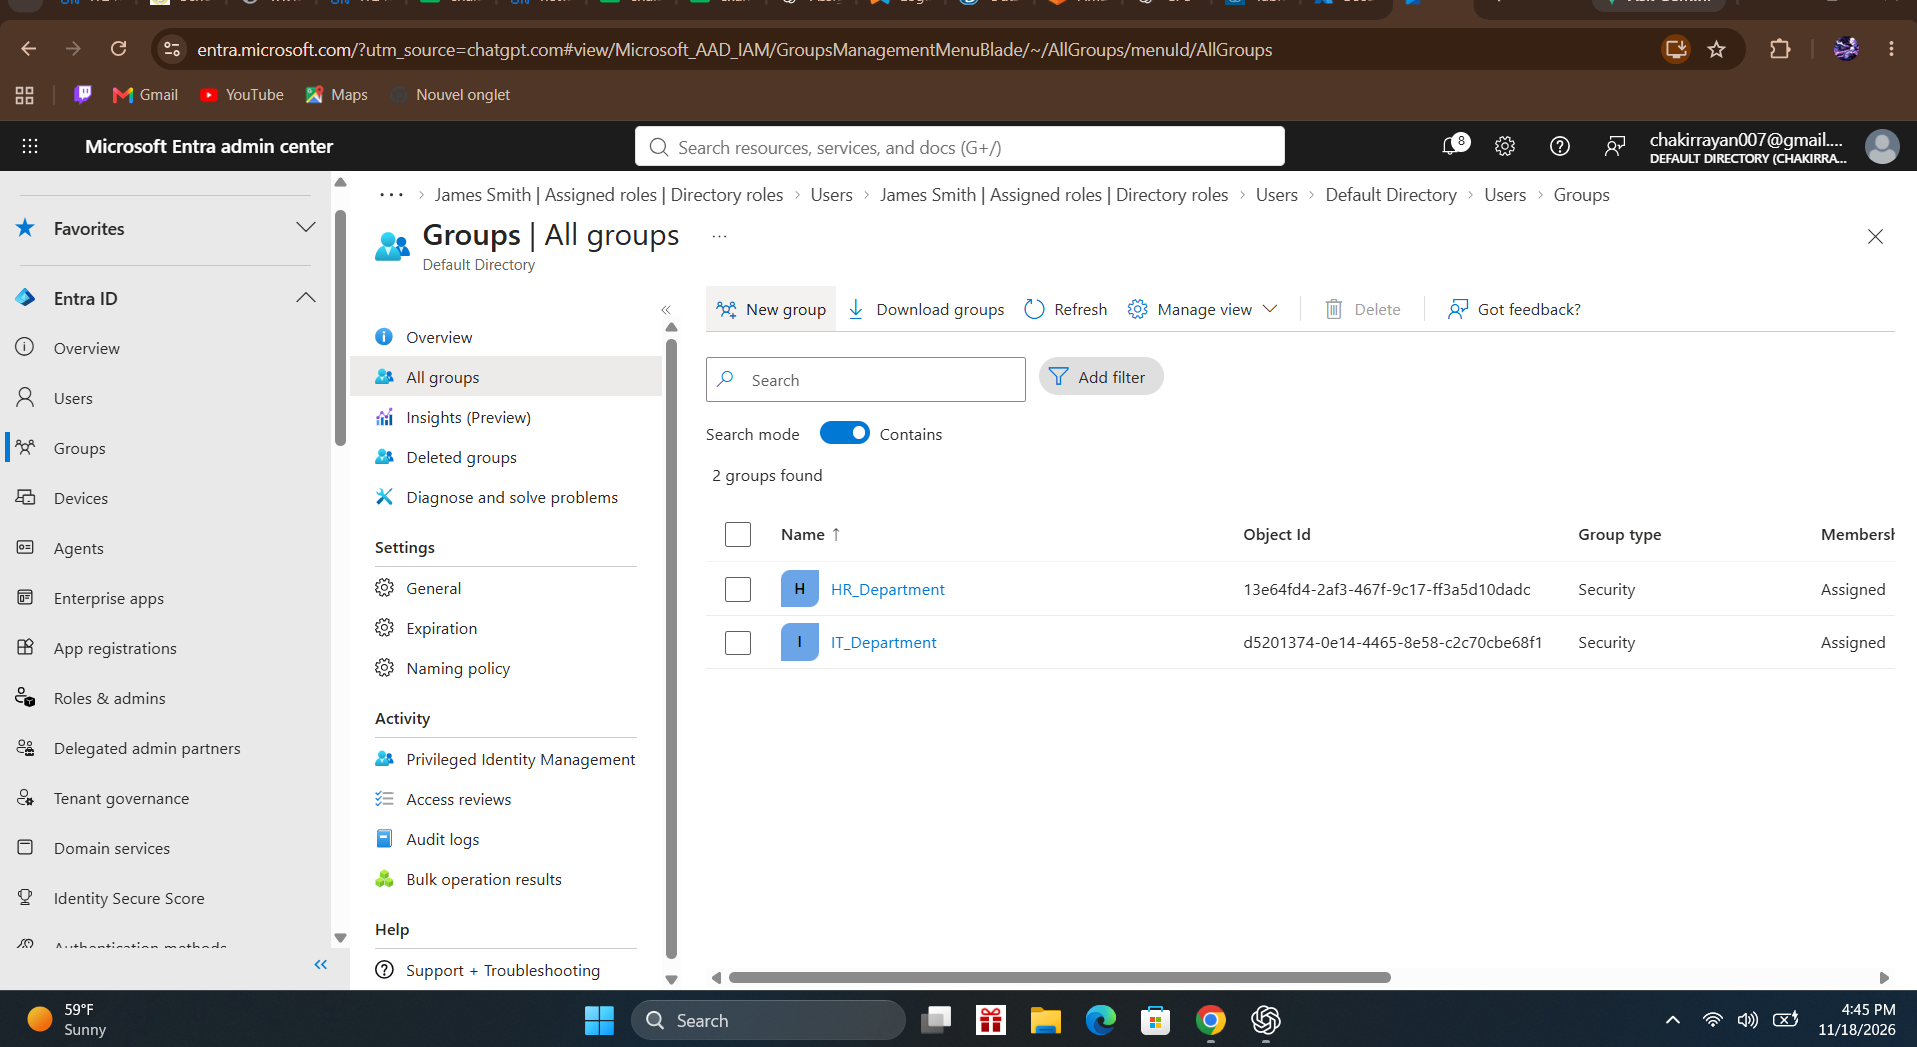 entra.microsoft.com/?utm_source=chatgpt.com#view/Microsoft_AAD_IAM/GroupsManagementMenuBlade/~/AllGroups/menuId/AllGroups
Gmail YouTube Maps Nouvel onglet
Microsoft Entra admin center
Search resources, services, and docs (G+/)
8
chakirrayan007@gmail....
DEFAULT DIRECTORY (CHAKIRRA...
Favorites
Entra ID
Overview
Users
Groups
Devices
Agents
Enterprise apps
App registrations
Roles & admins
Delegated admin partners
Tenant governance
Domain services
Identity Secure Score
Authentication methods
... > James Smith | Assigned roles | Directory roles > Users > James Smith | Assigned roles | Directory roles > Users > Default Directory > Users > Groups
Groups | All groups ...
Default Directory
Overview
All groups
Insights (Preview)
Deleted groups
Diagnose and solve problems
Settings
General
Expiration
Naming policy
Activity
Privileged Identity Management
Access reviews
Audit logs
Bulk operation results
Help
Support + Troubleshooting
New group Download groups Refresh Manage view Delete Got feedback?
Search
Add filter
Search mode Contains
2 groups found
Name ↑ Object Id Group type Membersh
H HR_Department 13e64fd4-2af3-467f-9c17-ff3a5d10dadc Security Assigned
I IT_Department d5201374-0e14-4465-8e58-c2c70cbe68f1 Security Assigned
59°F
Sunny
Search
4:45 PM
11/18/2026